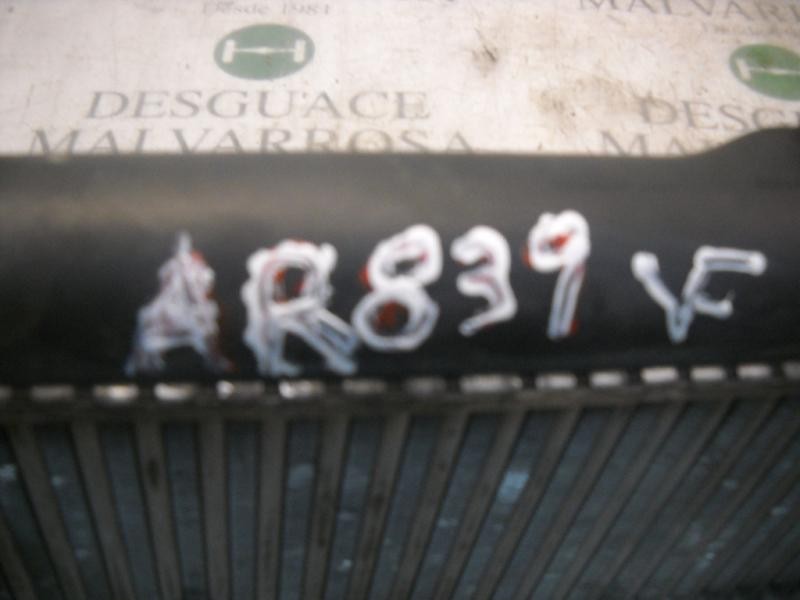 Desde 1981
MALVARR
DESGUACE
DESG
MALVARROSA
MA
AR839 VF